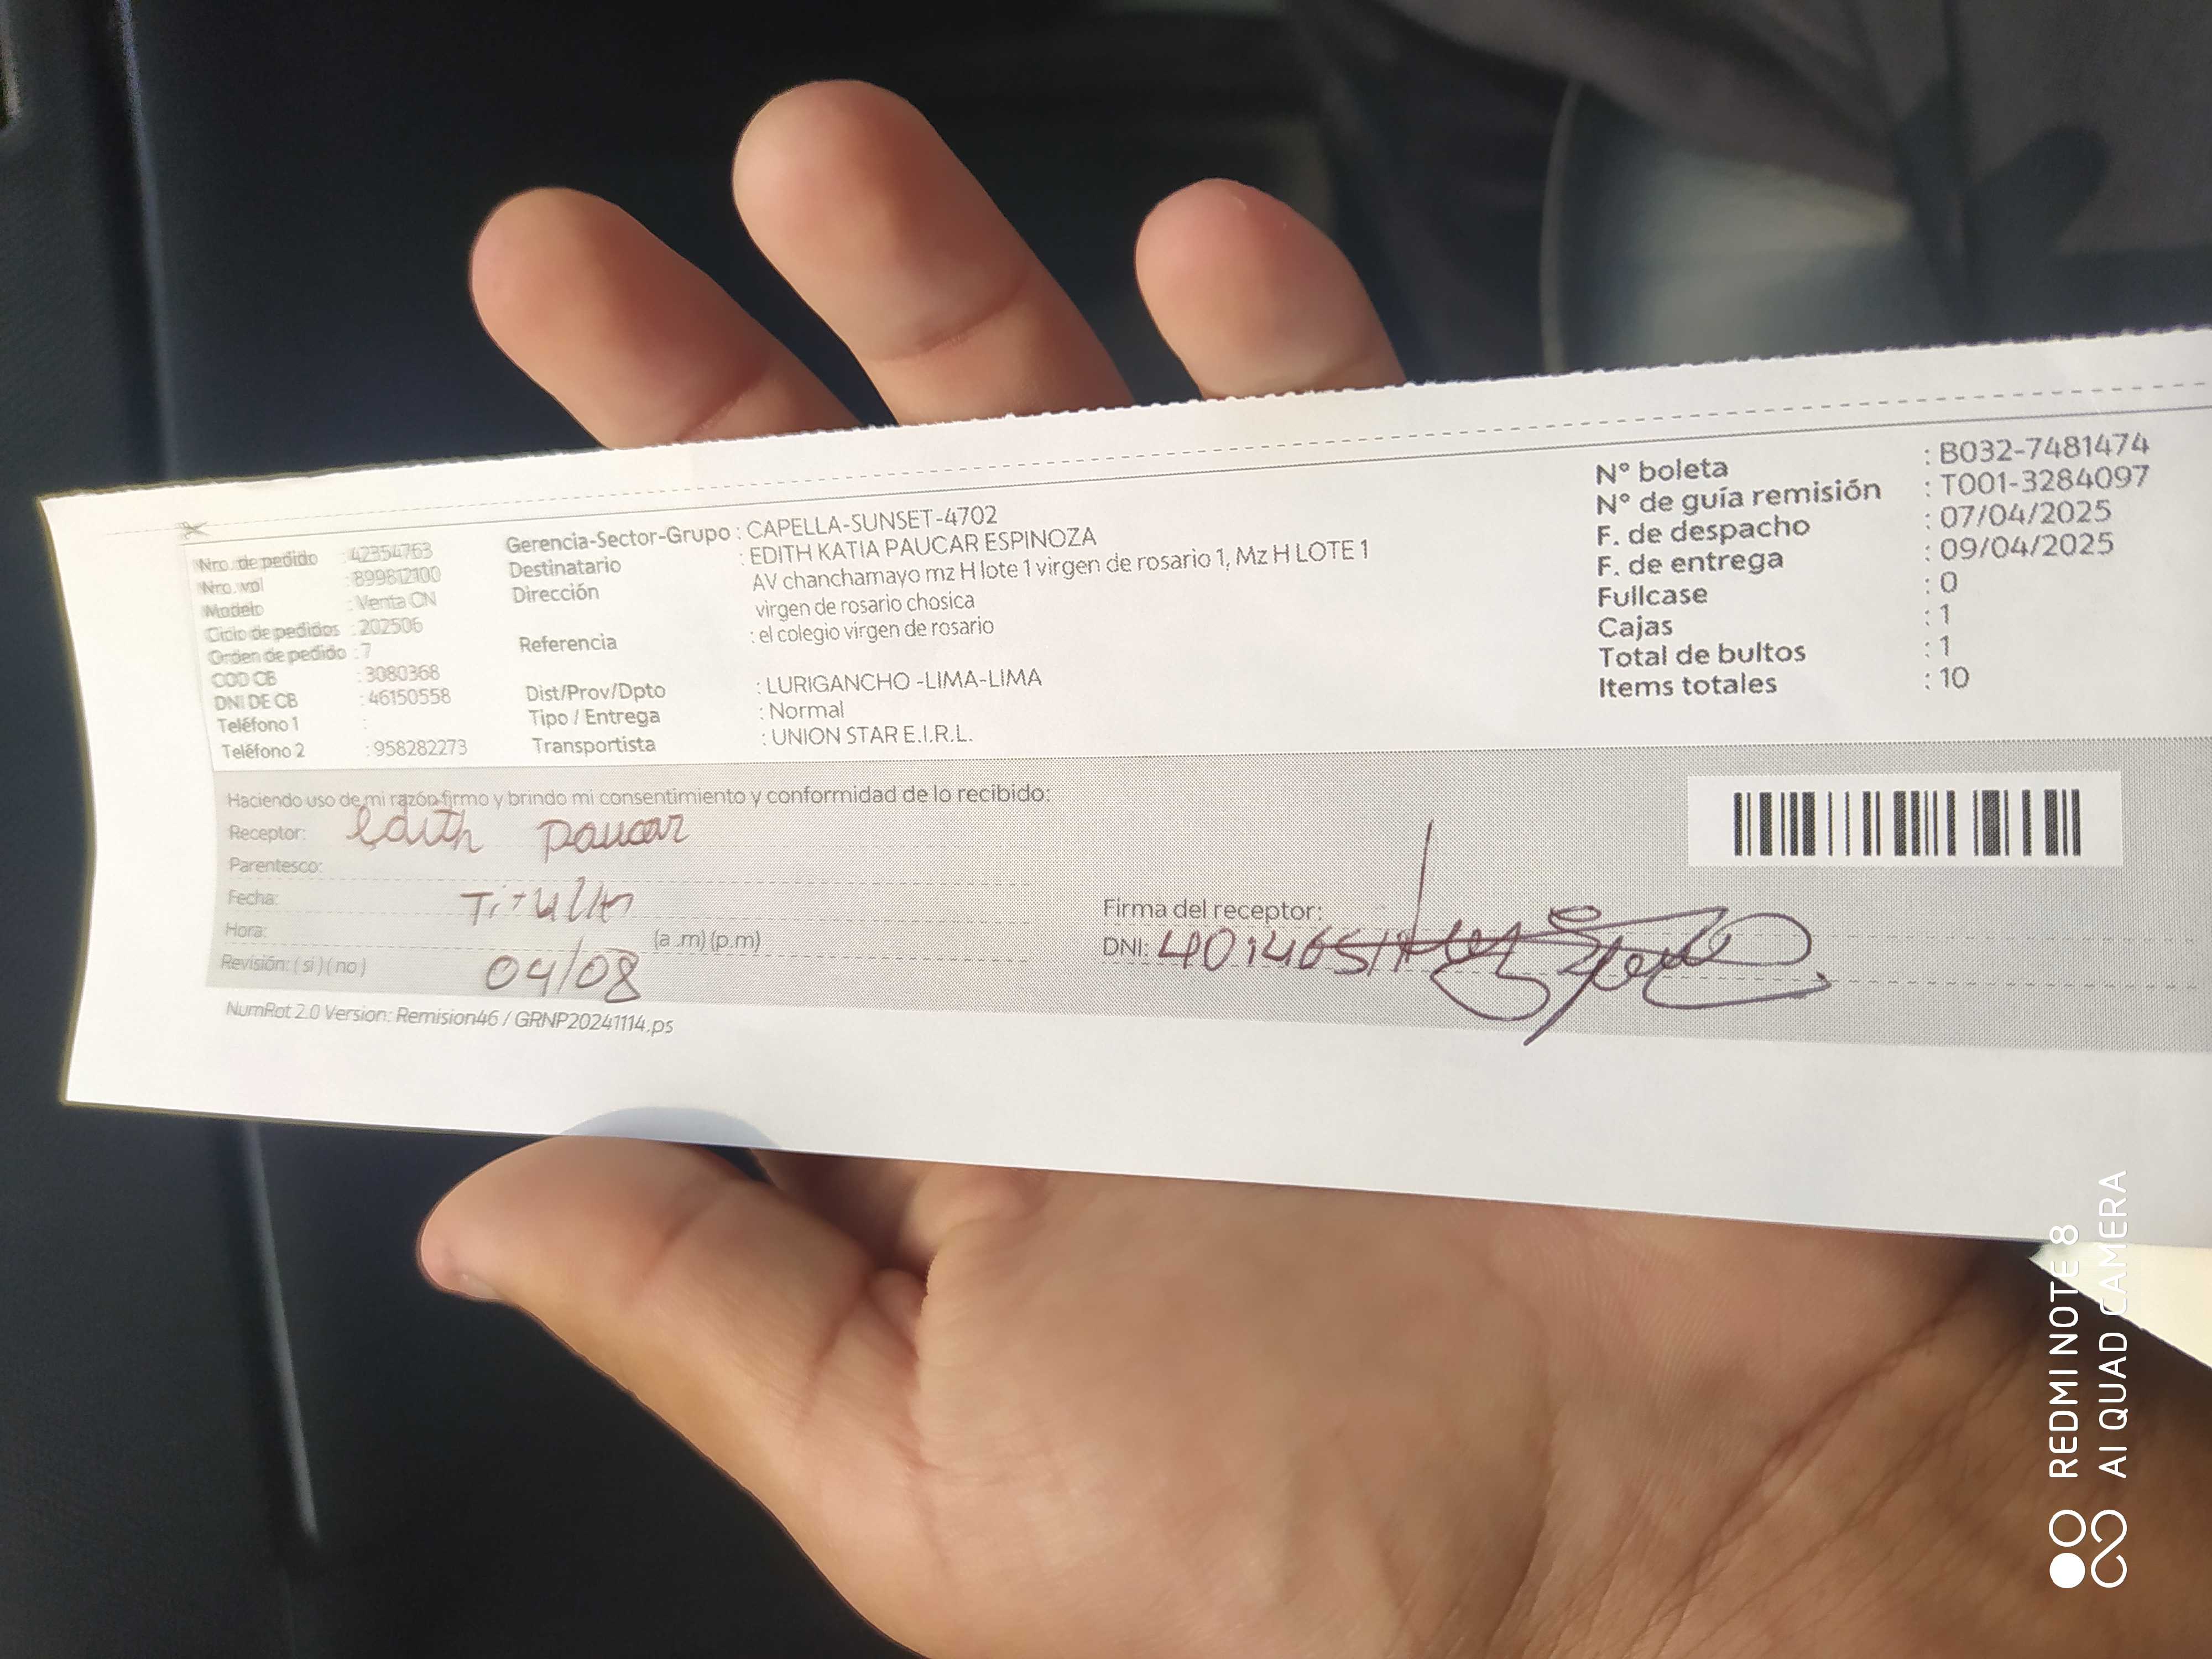 Nro. de pedido : 42354763
Nro. vol : 899812100
Modelo : Venta CN
Ciclo de pedidos : 202506
Orden de pedido : 7
COD CB : 3080368
DNI DE CB : 46150558
Teléfono 1 :
Teléfono 2 : 958282273
Gerencia-Sector-Grupo : CAPELLA-SUNSET-4702
Destinatario : EDITH KATIA PAUCAR ESPINOZA
Dirección AV chanchamayo mz H lote 1 virgen de rosario 1, Mz H LOTE 1
virgen de rosario chosica
Referencia : el colegio virgen de rosario
Dist/Prov/Dpto : LURIGANCHO -LIMA-LIMA
Tipo / Entrega : Normal
Transportista : UNION STAR E.I.R.L.
N° boleta : B032-7481474
N° de guía remisión : T001-3284097
F. de despacho : 07/04/2025
F. de entrega : 09/04/2025
Fullcase : 0
Cajas : 1
Total de bultos : 1
Items totales : 10
Haciendo uso de mi razón firmo y brindo mi consentimiento y conformidad de lo recibido:
Receptor: Edith Paucar
Parentesco:
Fecha: Titular
Hora: (a .m) (p.m)
Revisión: ( si ) ( no ) 04/08
Firma del receptor:
DNI:
NumRot 2.0 Version: Remision46 / GRNP20241114.ps
REDMI NOTE 8
AI QUAD CAMERA